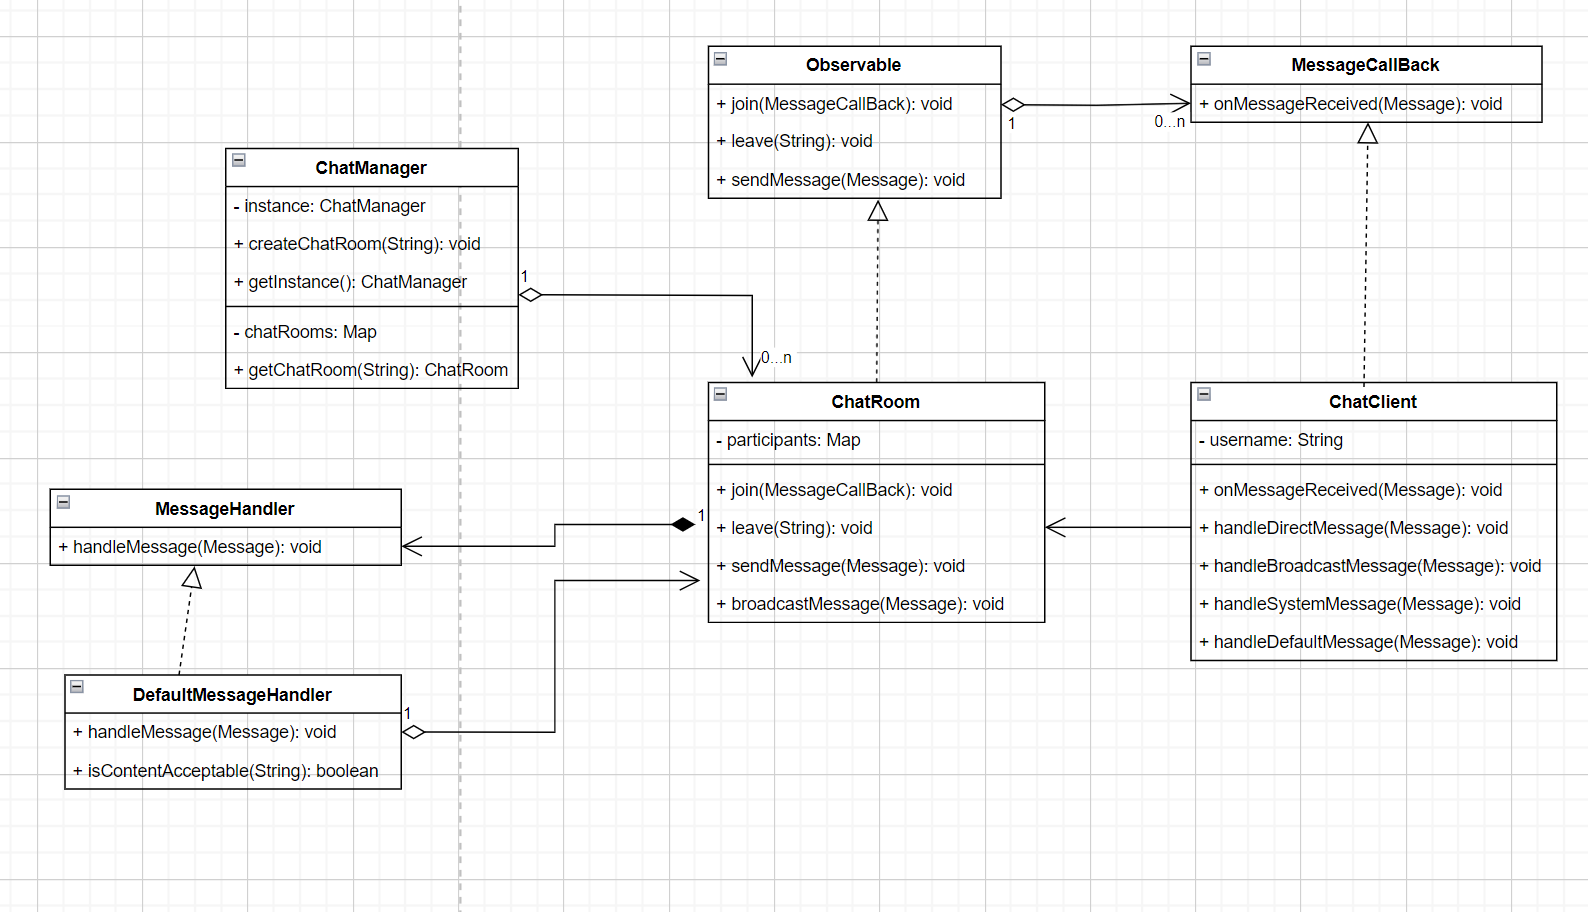 Observable
+ join(MessageCallBack): void
+ leave(String): void
+ sendMessage(Message): void
1
0...n
MessageCallBack
+ onMessageReceived(Message): void
ChatManager
- instance: ChatManager
+ createChatRoom(String): void
+ getInstance(): ChatManager
- chatRooms: Map
+ getChatRoom(String): ChatRoom
1
0...n
ChatRoom
- participants: Map
+ join(MessageCallBack): void
+ leave(String): void
+ sendMessage(Message): void
+ broadcastMessage(Message): void
ChatClient
- username: String
+ onMessageReceived(Message): void
+ handleDirectMessage(Message): void
+ handleBroadcastMessage(Message): void
+ handleSystemMessage(Message): void
+ handleDefaultMessage(Message): void
MessageHandler
+ handleMessage(Message): void
1
DefaultMessageHandler
+ handleMessage(Message): void
+ isContentAcceptable(String): boolean
1